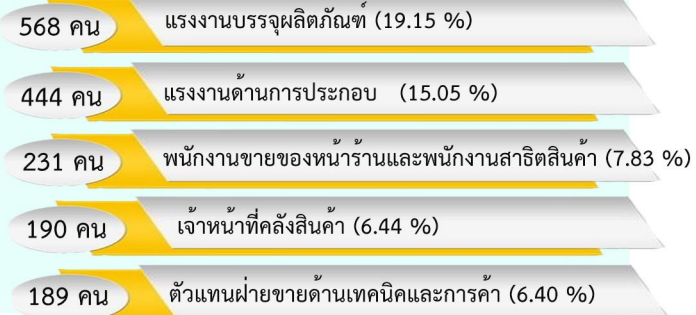 568 คน แรงงานบรรจุผลิตภัณฑ์ (19.15 %)
444 คน แรงงานด้านการประกอบ (15.05 %)
231 คน พนักงานขายของหน้าร้านและพนักงานสาธิตสินค้า (7.83 %)
190 คน เจ้าหน้าที่คลังสินค้า (6.44 %)
189 คน ตัวแทนฝ่ายขายด้านเทคนิคและการค้า (6.40 %)